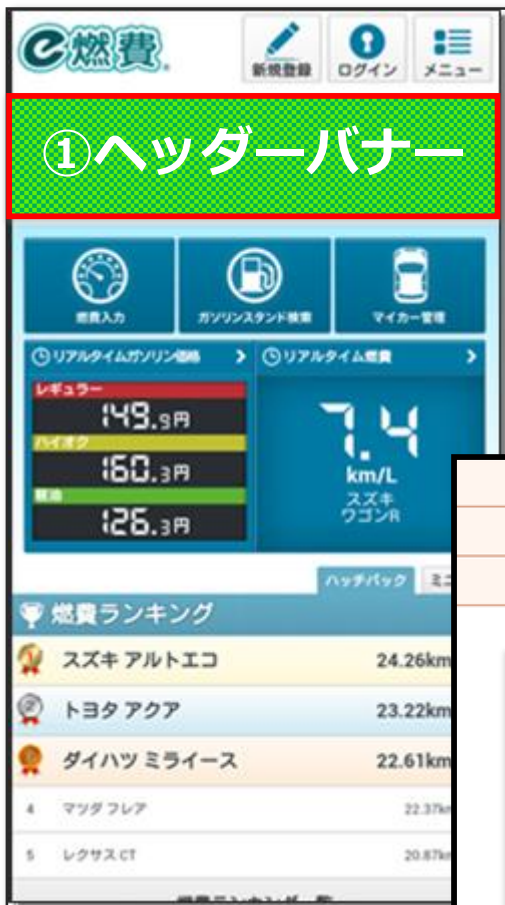 e燃費.
新規登録 ログイン メニュー
①ヘッダーバナー
燃費入力 ガソリンスタンド検索 マイカー管理
リアルタイムガソリン価格 リアルタイム燃費
レギュラー
149.9円
ハイオク
160.3円
軽油
126.3円
7.4
km/L
スズキ
ワゴンR
ハッチバック ミニ
燃費ランキング
スズキ アルトエコ 24.26km
トヨタ アクア 23.22km
ダイハツ ミライース 22.61km
4 マツダ フレア 22.37km
5 レクサス CT 20.87km